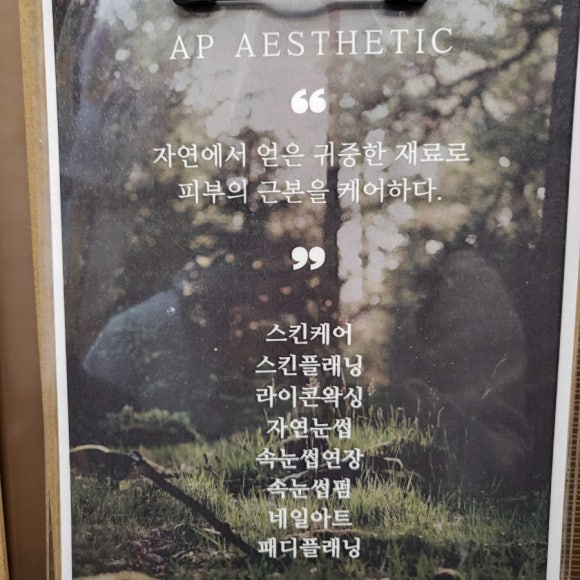 AP AESTHETIC
“
자연에서 얻은 귀중한 재료로
피부의 근본을 케어하다.
”
스킨케어
스킨플래닝
라이콘왁싱
자연눈썹
속눈썹연장
속눈썹펌
네일아트
패디플래닝